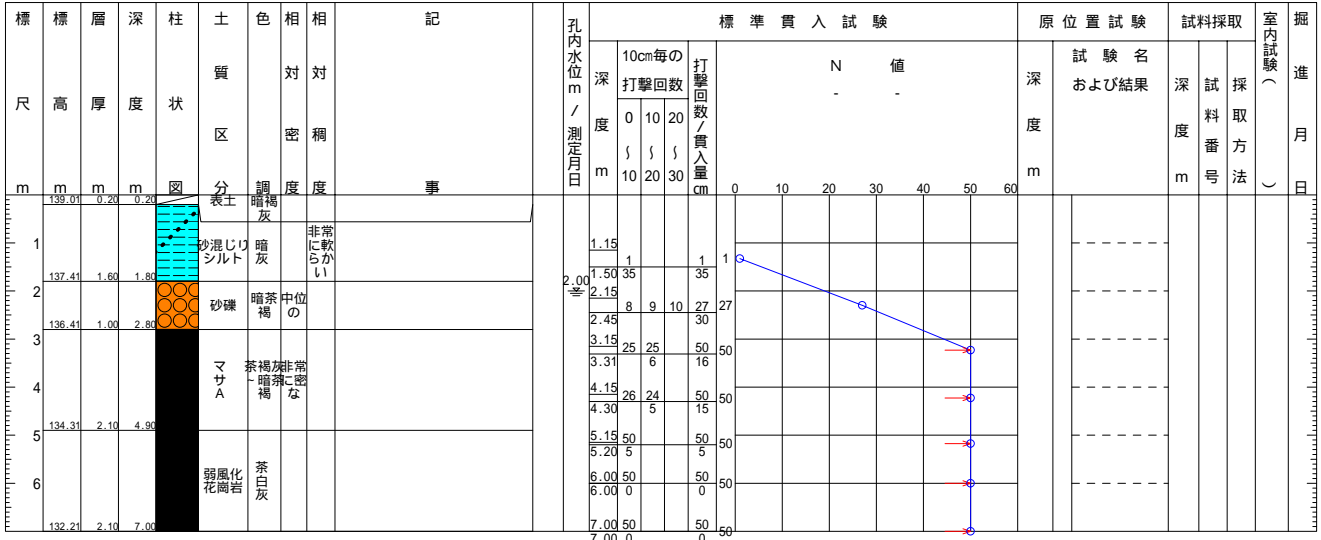 標尺 m
標高 m
層厚 m
深度 m
柱状図
土質区分
色調
相対密度
相対稠度
記事
孔内水位m/測定月日
標準貫入試験
深度 m
10cm毎の
打撃回数
0 10 20
〜 〜 〜
10 20 30
打撃回数/貫入量 cm
N 値
- -
0 10 20 30 40 50 60
原位置試験
深度 m
試験名
および結果
試料採取
深度 m
試料番号
採取方法
室内試験( )
掘進月日
139.01 0.20 0.20 表土 暗褐灰
1
137.41 1.60 1.80
砂混じり
シルト
暗灰
非常に軟らかい
2
136.41 1.00 2.80
砂礫
暗茶褐
中位の
3
4
134.31 2.10 4.90
マサA
茶褐灰
~暗茶
褐
非常に密な
5
6
132.21 2.10 7.00
弱風化
花崗岩
茶白灰
2.00
1.15
1 1 1
1.50 35 35
2.15
8 9 10 27 27
2.45 30
3.15
25 25 50 50
3.31 6 16
4.15
26 24 50 50
4.30 5 15
5.15 50 50 50
5.20 5 5
6.00 50 50 50
6.00 0 0
7.00 50 50 50
7.00 0 0